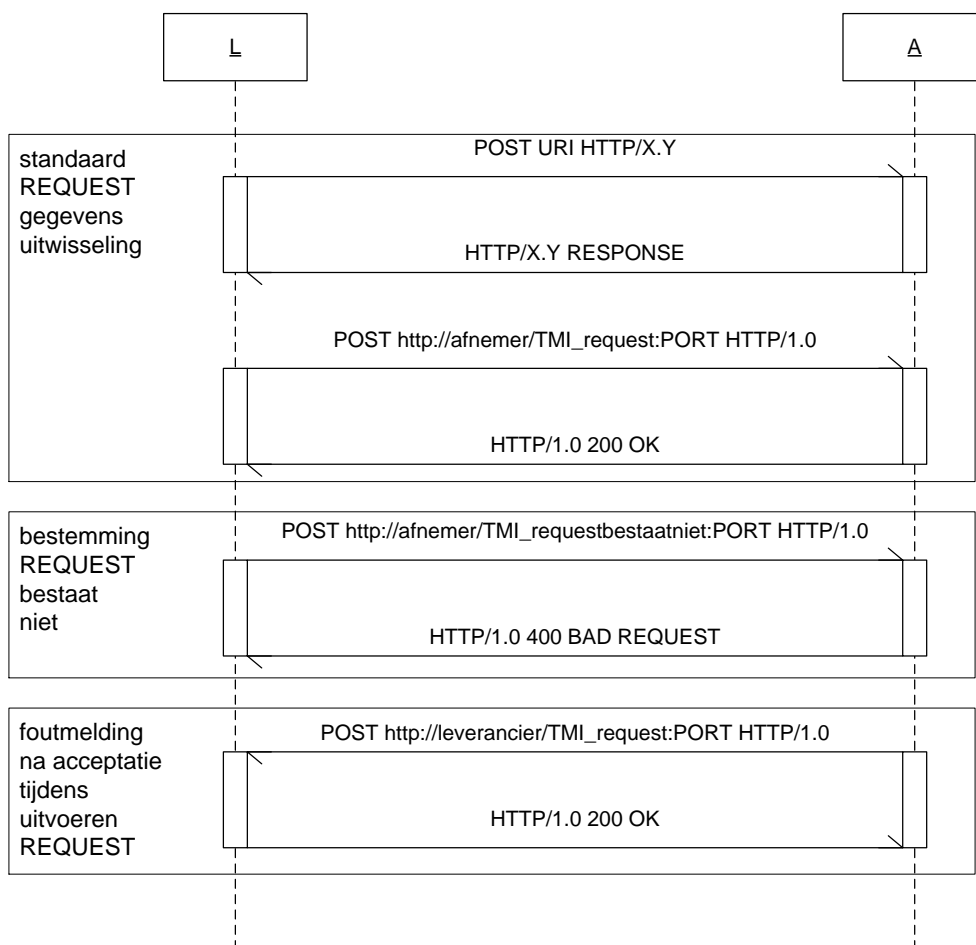 L
A
standaard
REQUEST
gegevens
uitwisseling
POST URI HTTP/X.Y
HTTP/X.Y RESPONSE
POST http://afnemer/TMI_request:PORT HTTP/1.0
HTTP/1.0 200 OK
bestemming
REQUEST
bestaat
niet
POST http://afnemer/TMI_requestbestaatniet:PORT HTTP/1.0
HTTP/1.0 400 BAD REQUEST
foutmelding
na acceptatie
tijdens
uitvoeren
REQUEST
POST http://leverancier/TMI_request:PORT HTTP/1.0
HTTP/1.0 200 OK